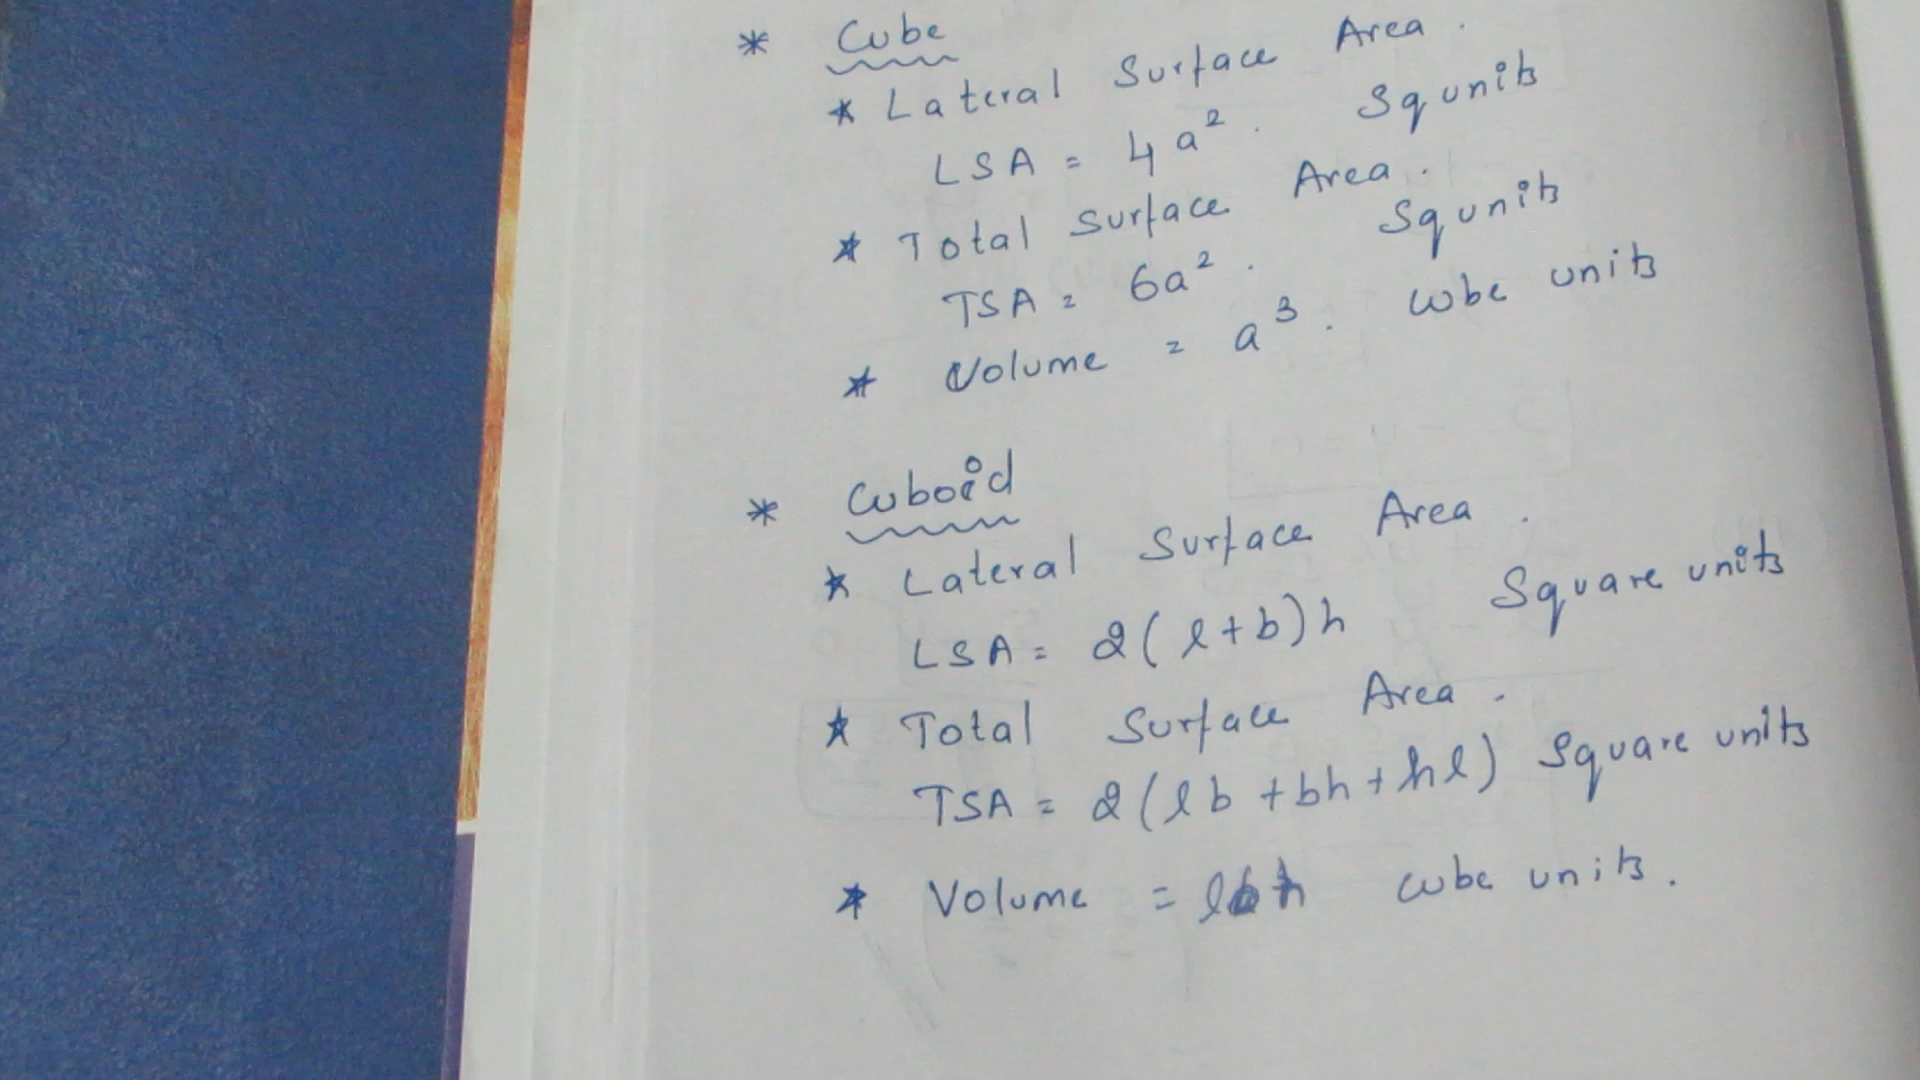 * Cube
* Lateral Surface Area.
LSA = 4a². Sq units
* Total Surface Area.
TSA = 6a². Sq units
* Volume = a³. cube units
* Cuboid
* Lateral Surface Area.
LSA = 2(l+b)h Square units
* Total Surface Area.
TSA = 2(lb+bh+hl) Square units
* Volume = lbh cube units.